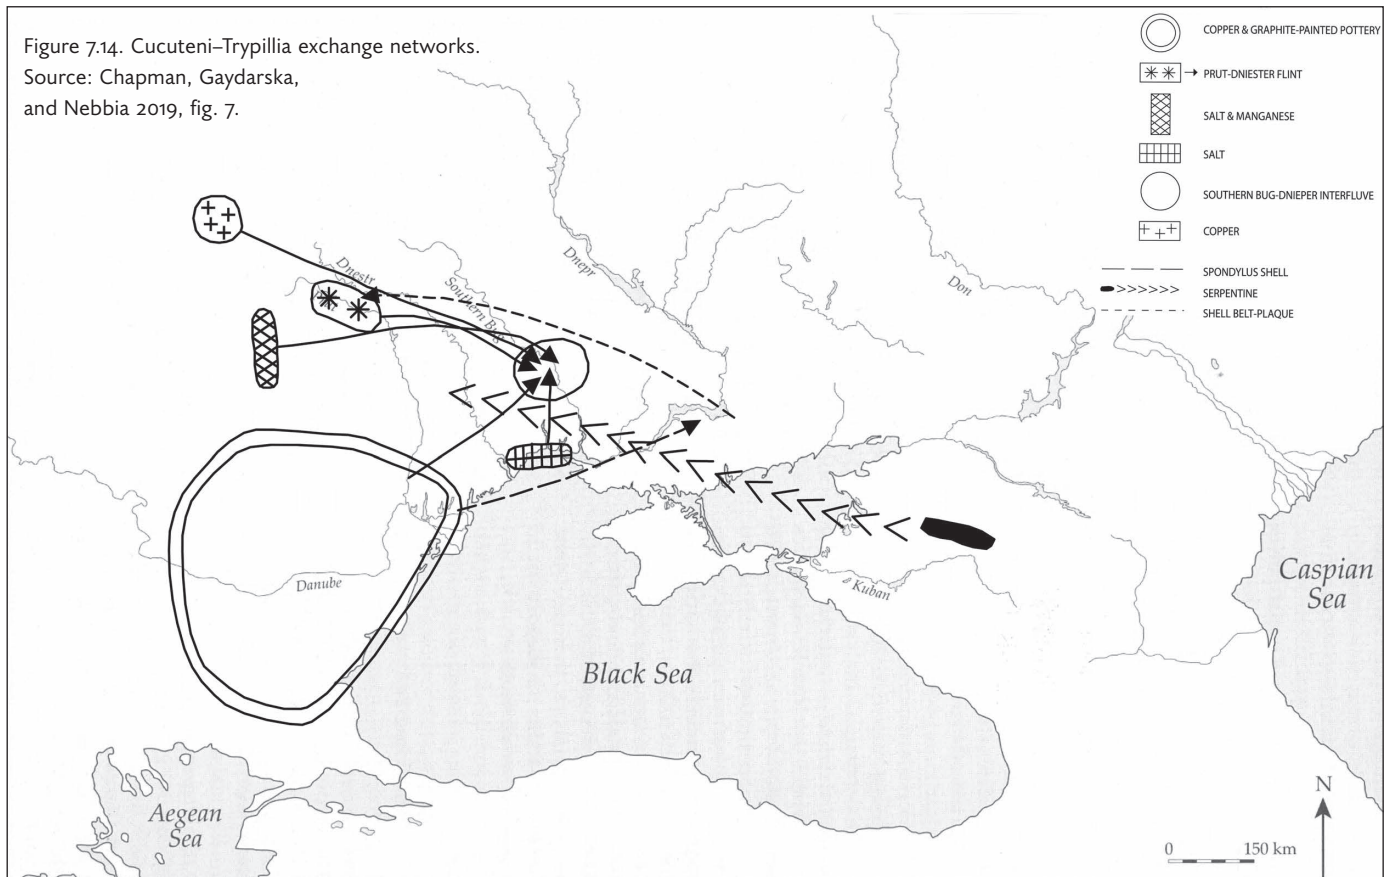 Figure 7.14. Cucuteni–Trypillia exchange networks.
Source: Chapman, Gaydarska,
and Nebbia 2019, fig. 7.
COPPER & GRAPHITE-PAINTED POTTERY
PRUT-DNIESTER FLINT
SALT & MANGANESE
SALT
SOUTHERN BUG-DNIEPER INTERFLUVE
COPPER
SPONDYLUS SHELL
SERPENTINE
SHELL BELT-PLAQUE
Dnestr
Southern Bug
Dnepr
Don
Danube
Kuban
Caspian
Sea
Black Sea
Aegean
Sea
N
0 150 km